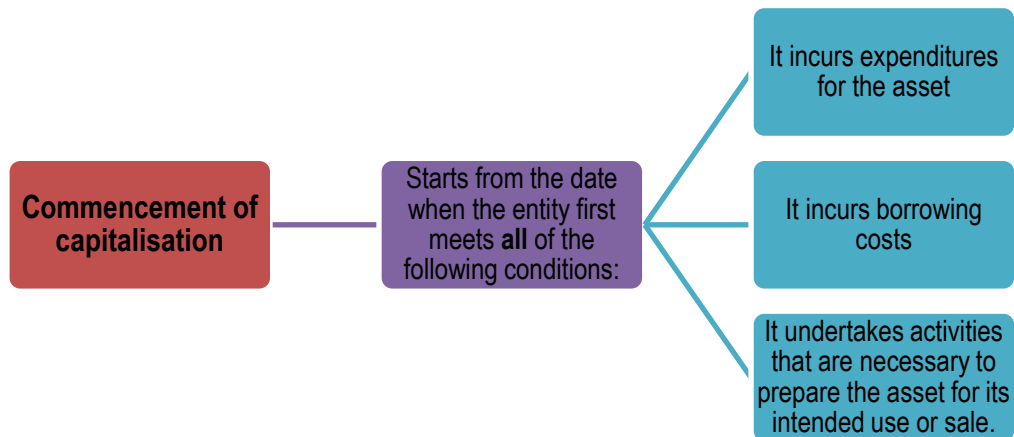 Commencement of
capitalisation
Starts from the date
when the entity first
meets all of the
following conditions:
It incurs expenditures
for the asset
It incurs borrowing
costs
It undertakes activities
that are necessary to
prepare the asset for its
intended use or sale.